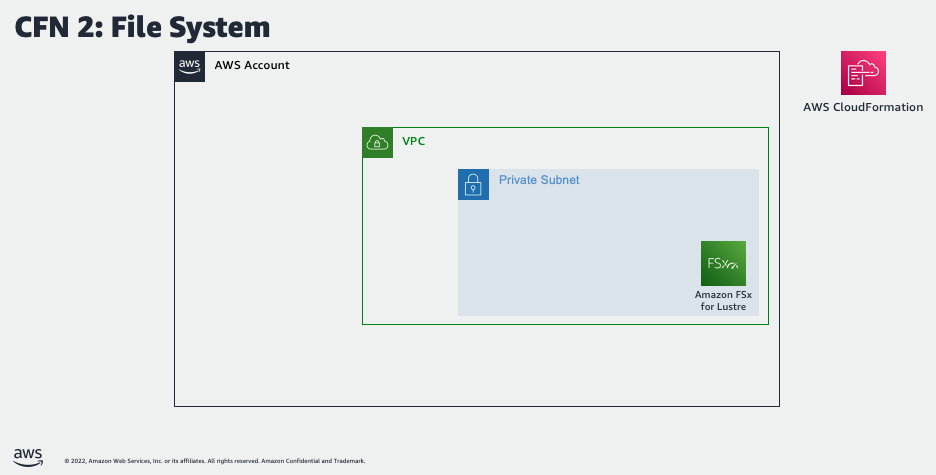 CFN 2: File System
aws
AWS Account
AWS CloudFormation
VPC
Private Subnet
FSx
Amazon FSx
for Lustre
aws
© 2022, Amazon Web Services, Inc. or its affiliates. All rights reserved. Amazon Confidential and Trademark.